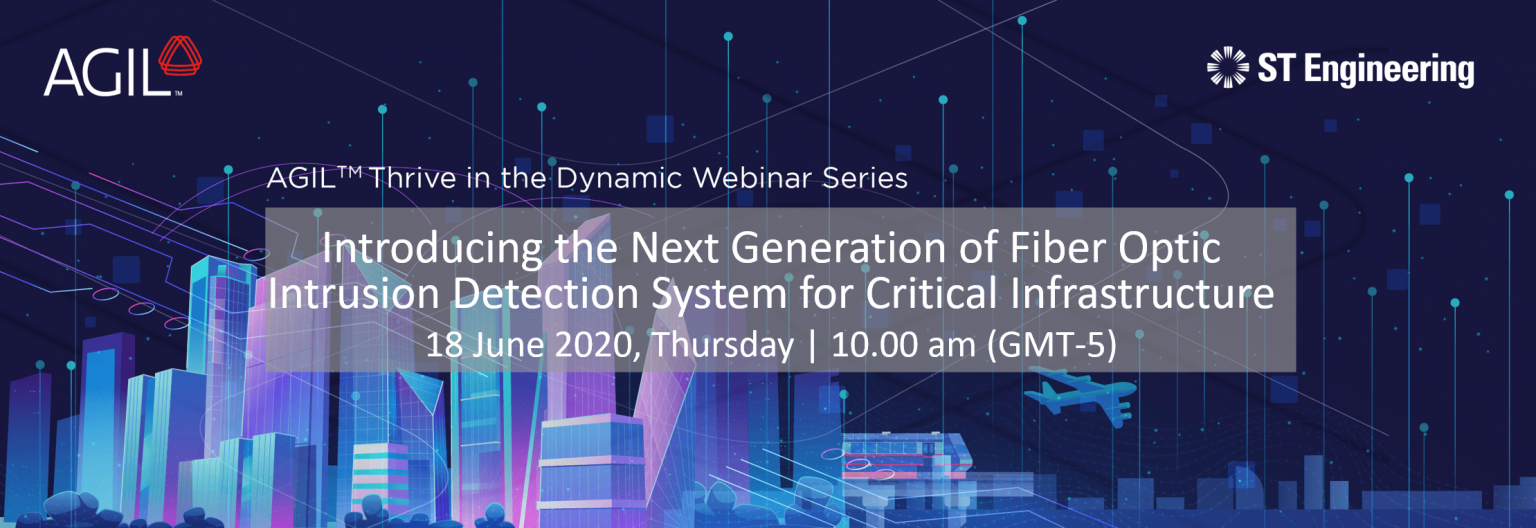 AGIL™
ST Engineering
AGIL™ Thrive in the Dynamic Webinar Series
Introducing the Next Generation of Fiber Optic
Intrusion Detection System for Critical Infrastructure
18 June 2020, Thursday | 10.00 am (GMT-5)